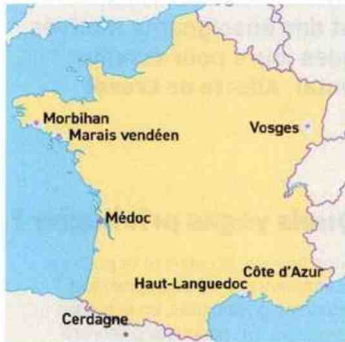 Morbihan
Marais vendéen
Vosges
Médoc
Côte d'Azur
Haut-Languedoc
Cerdagne